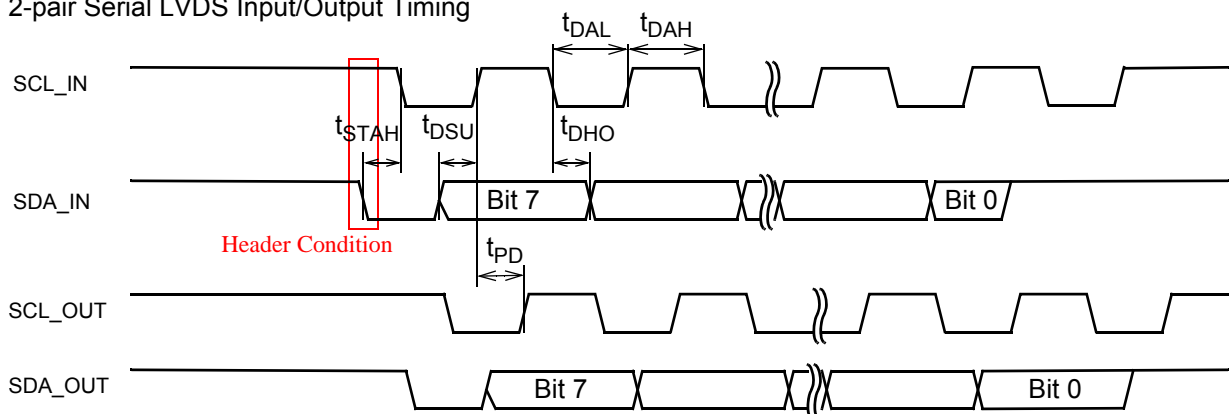 2-pair Serial LVDS Input/Output Timing
tDAL tDAH
SCL_IN
tSTAH tDSU tDHO
SDA_IN Bit 7 Bit 0
Header Condition
tPD
SCL_OUT
SDA_OUT Bit 7 Bit 0